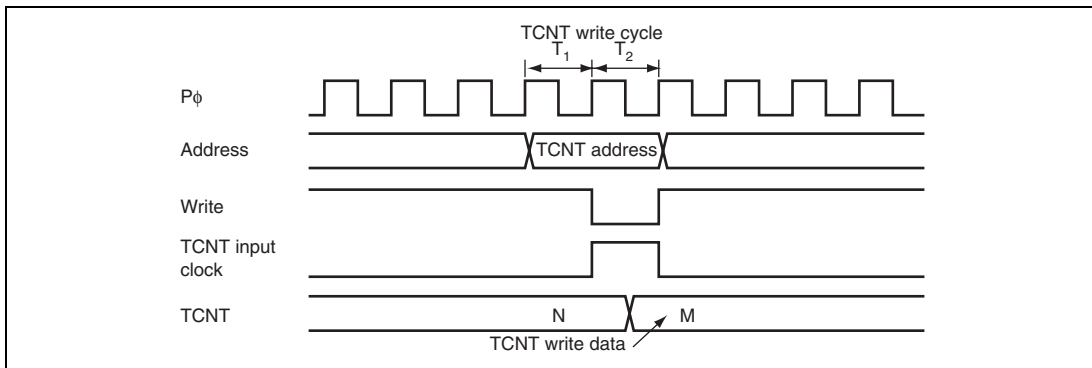 TCNT write cycle
T1 T2
Pϕ
Address
TCNT address
Write
TCNT input
clock
TCNT
N
M
TCNT write data